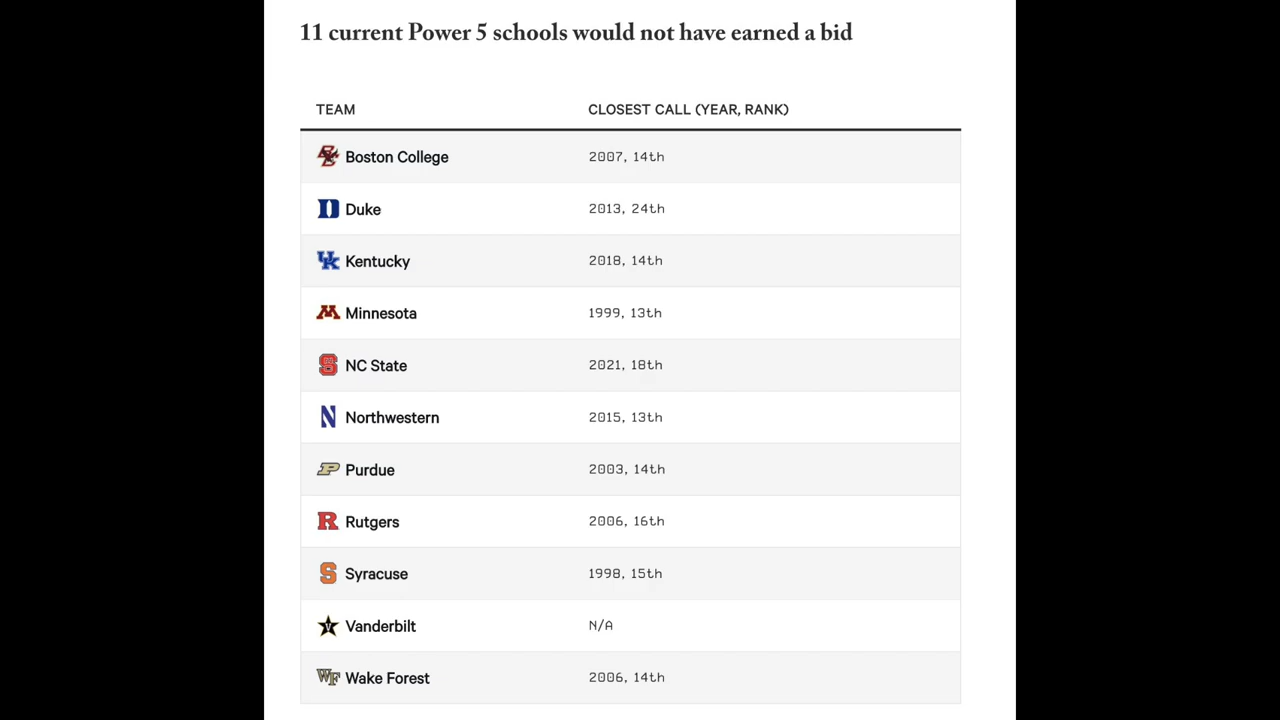 11 current Power 5 schools would not have earned a bid
TEAM CLOSEST CALL (YEAR, RANK)
Boston College 2007, 14th
Duke 2013, 24th
Kentucky 2018, 14th
Minnesota 1999, 13th
NC State 2021, 18th
Northwestern 2015, 13th
Purdue 2003, 14th
Rutgers 2006, 16th
Syracuse 1998, 15th
Vanderbilt N/A
Wake Forest 2006, 14th